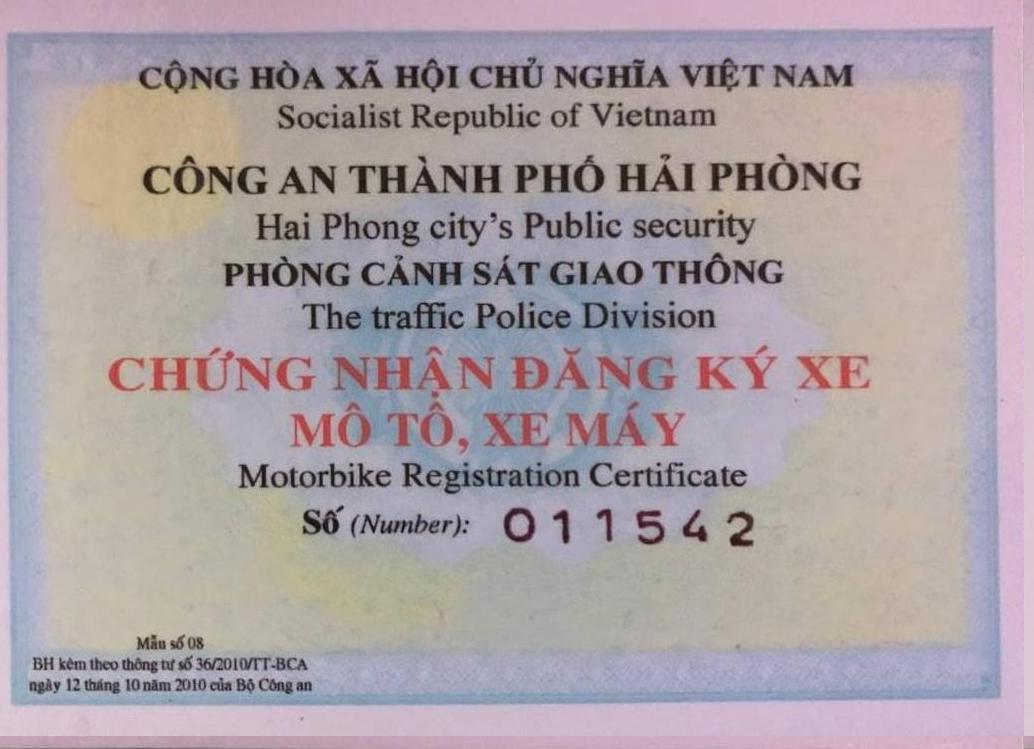 CỘNG HÒA XÃ HỘI CHỦ NGHĨA VIỆT NAM
Socialist Republic of Vietnam
CÔNG AN THÀNH PHỐ HẢI PHÒNG
Hai Phong city's Public security
PHÒNG CẢNH SÁT GIAO THÔNG
The traffic Police Division
CHỨNG NHẬN ĐĂNG KÝ XE
MÔ TÔ, XE MÁY
Motorbike Registration Certificate
Số (Number): 011542
Mẫu số 08
BH kèm theo thông tư số 36/2010/TT-BCA
ngày 12 tháng 10 năm 2010 của Bộ Công an